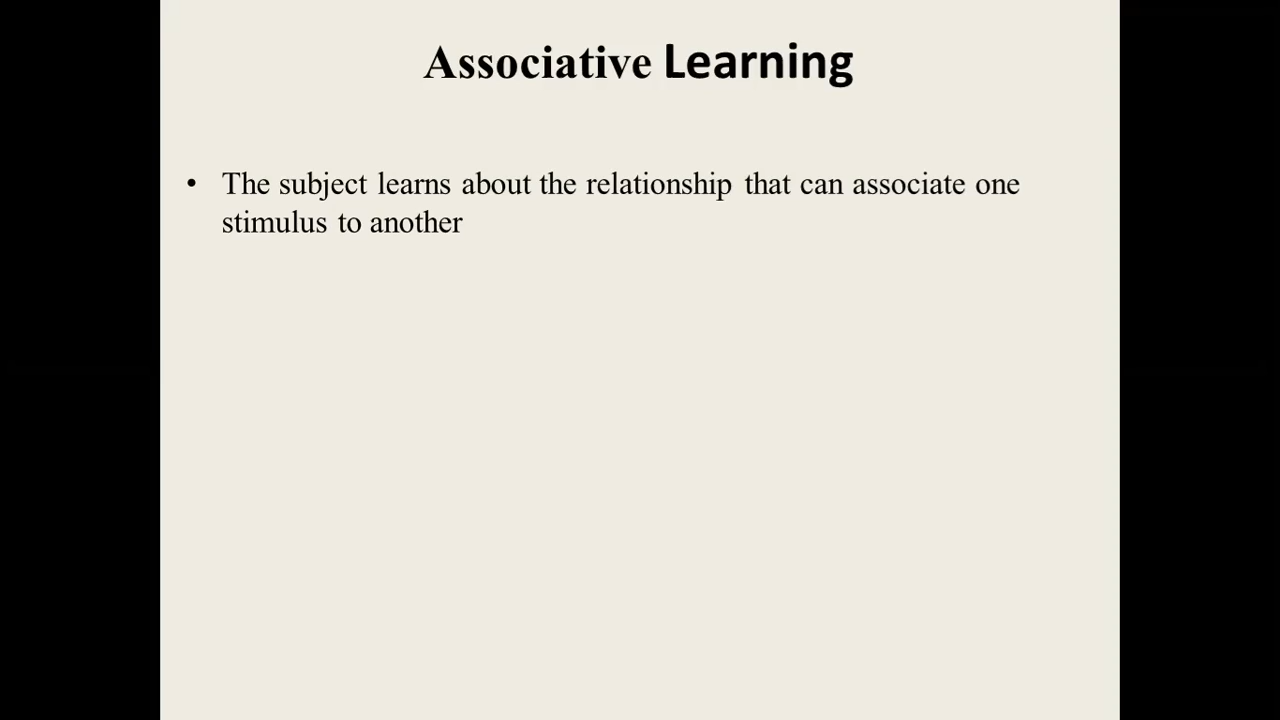 Associative Learning
• The subject learns about the relationship that can associate one
stimulus to another